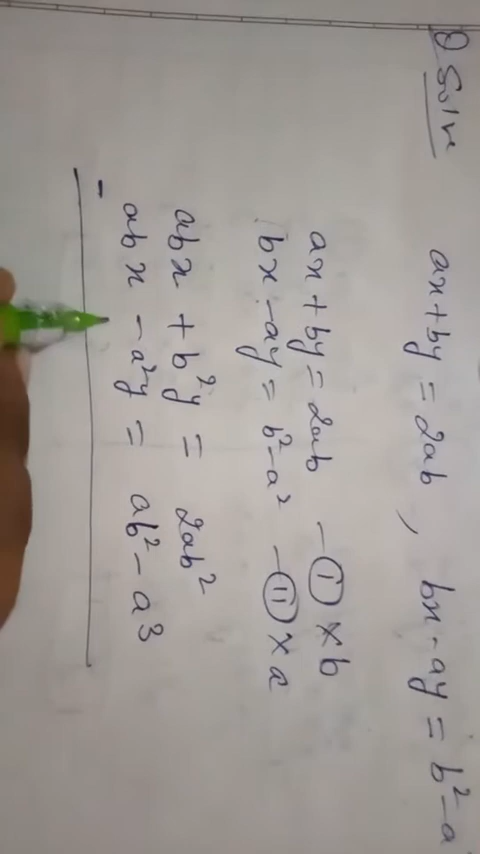 Q Solve ax + by = 2ab , bx - ay = b² - a
ax + by = 2ab — (I) × b
bx - ay = b² - a² — (II) × a
abx + b²y = 2ab²
- abx - a²y = ab² - a³